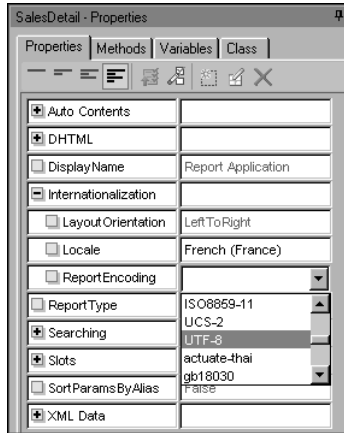 SalesDetail - Properties
Properties Methods Variables Class
Auto Contents
DHTML
DisplayName Report Application
Internationalization
LayoutOrientation LeftToRight
Locale French (France)
ReportEncoding
ReportType ISO8859-11
UCS-2
Searching UTF-8
Slots actuate-thai
gb18030
SortParamsByAlias False
XML Data